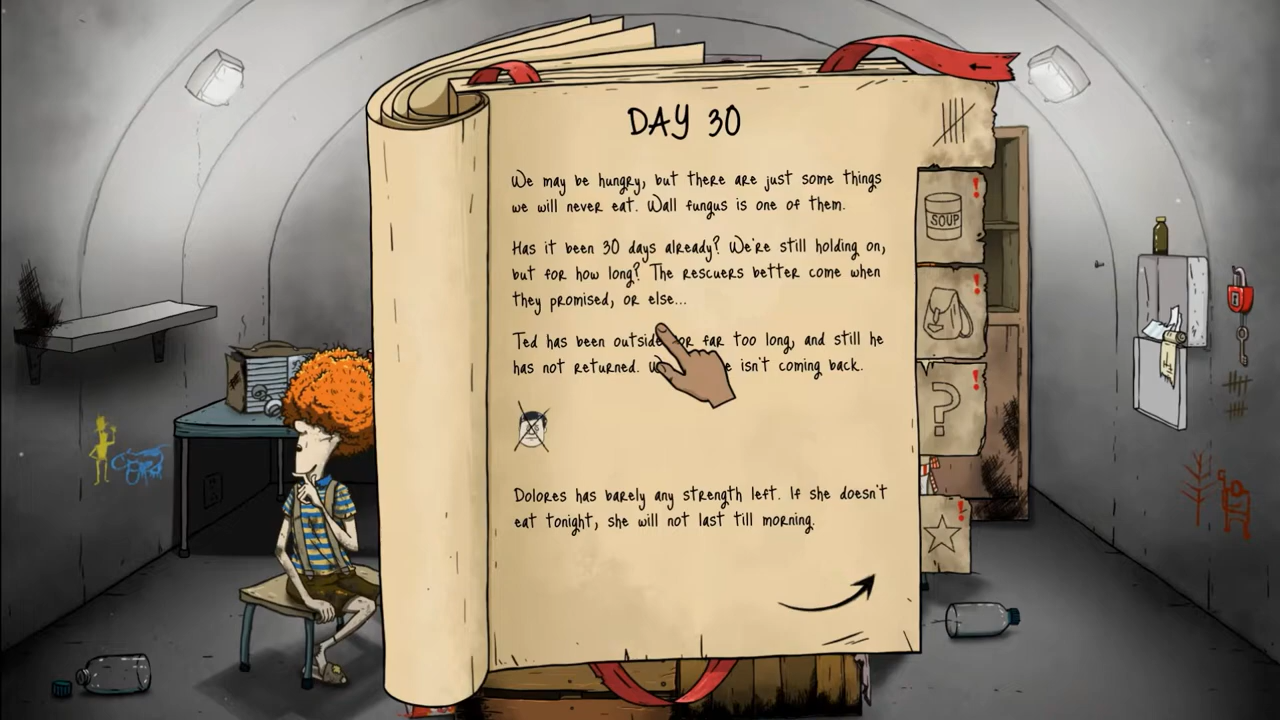 DAY 30
We may be hungry, but there are just some things
we will never eat. Wall fungus is one of them.
Has it been 30 days already? We're still holding on,
but for how long? The rescuers better come when
they promised, or else...
Ted has been outside for far too long, and still he
has not returned. isn't coming back.
Dolores has barely any strength left. If she doesn't
eat tonight, she will not last till morning.
SOUP
?